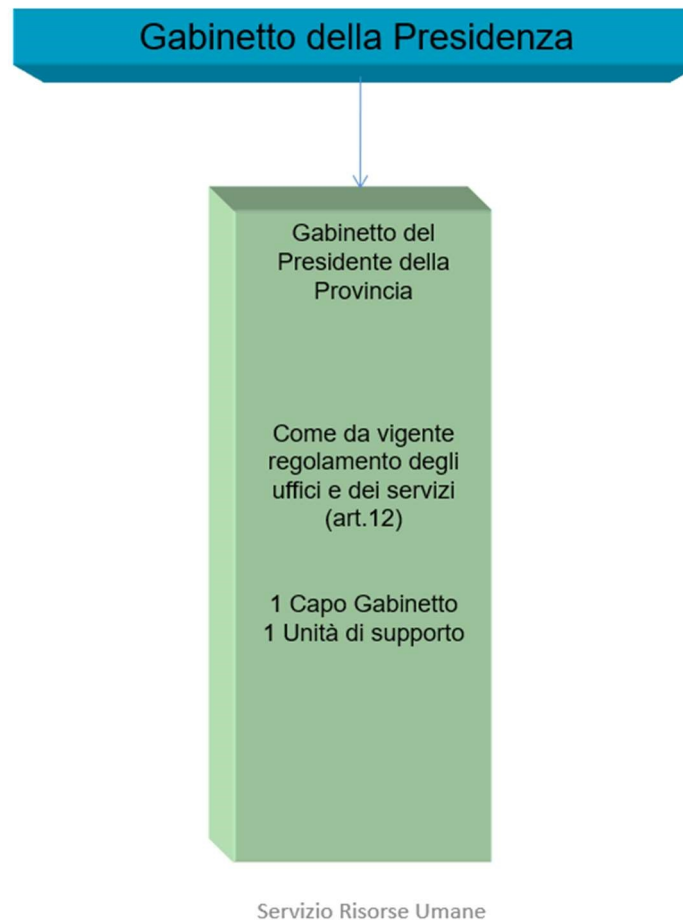 Gabinetto della Presidenza
Gabinetto del
Presidente della
Provincia
Come da vigente
regolamento degli
uffici e dei servizi
(art.12)
1 Capo Gabinetto
1 Unità di supporto
Servizio Risorse Umane